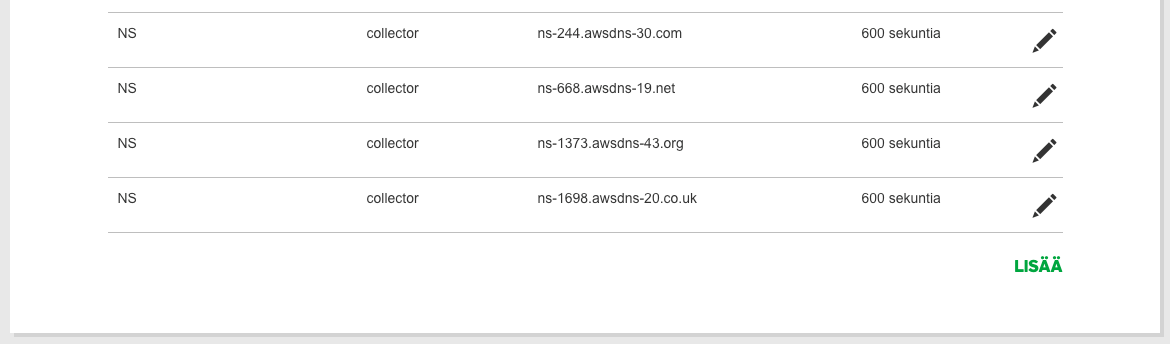 NS collector ns-244.awsdns-30.com 600 sekuntia
NS collector ns-668.awsdns-19.net 600 sekuntia
NS collector ns-1373.awsdns-43.org 600 sekuntia
NS collector ns-1698.awsdns-20.co.uk 600 sekuntia
LISÄÄ